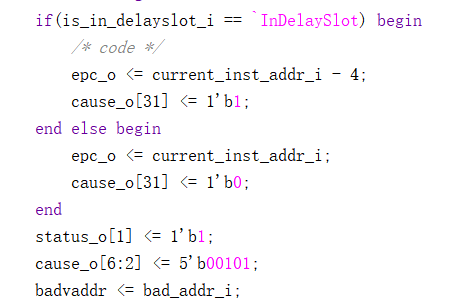 if(is_in_delayslot_i == `InDelaySlot) begin
/* code */
epc_o <= current_inst_addr_i - 4;
cause_o[31] <= 1'b1;
end else begin
epc_o <= current_inst_addr_i;
cause_o[31] <= 1'b0;
end
status_o[1] <= 1'b1;
cause_o[6:2] <= 5'b00101;
badvaddr <= bad_addr_i;